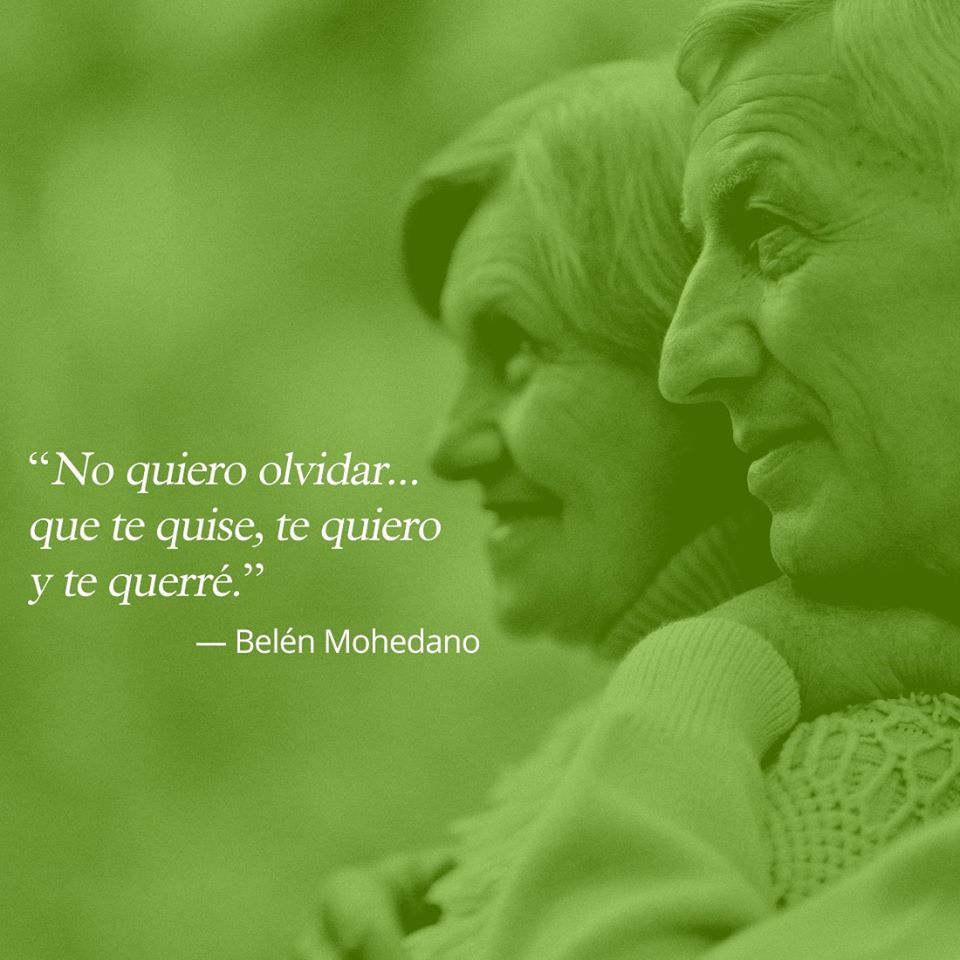 “No quiero olvidar...
que te quise, te quiero
y te querré.”
— Belén Mohedano